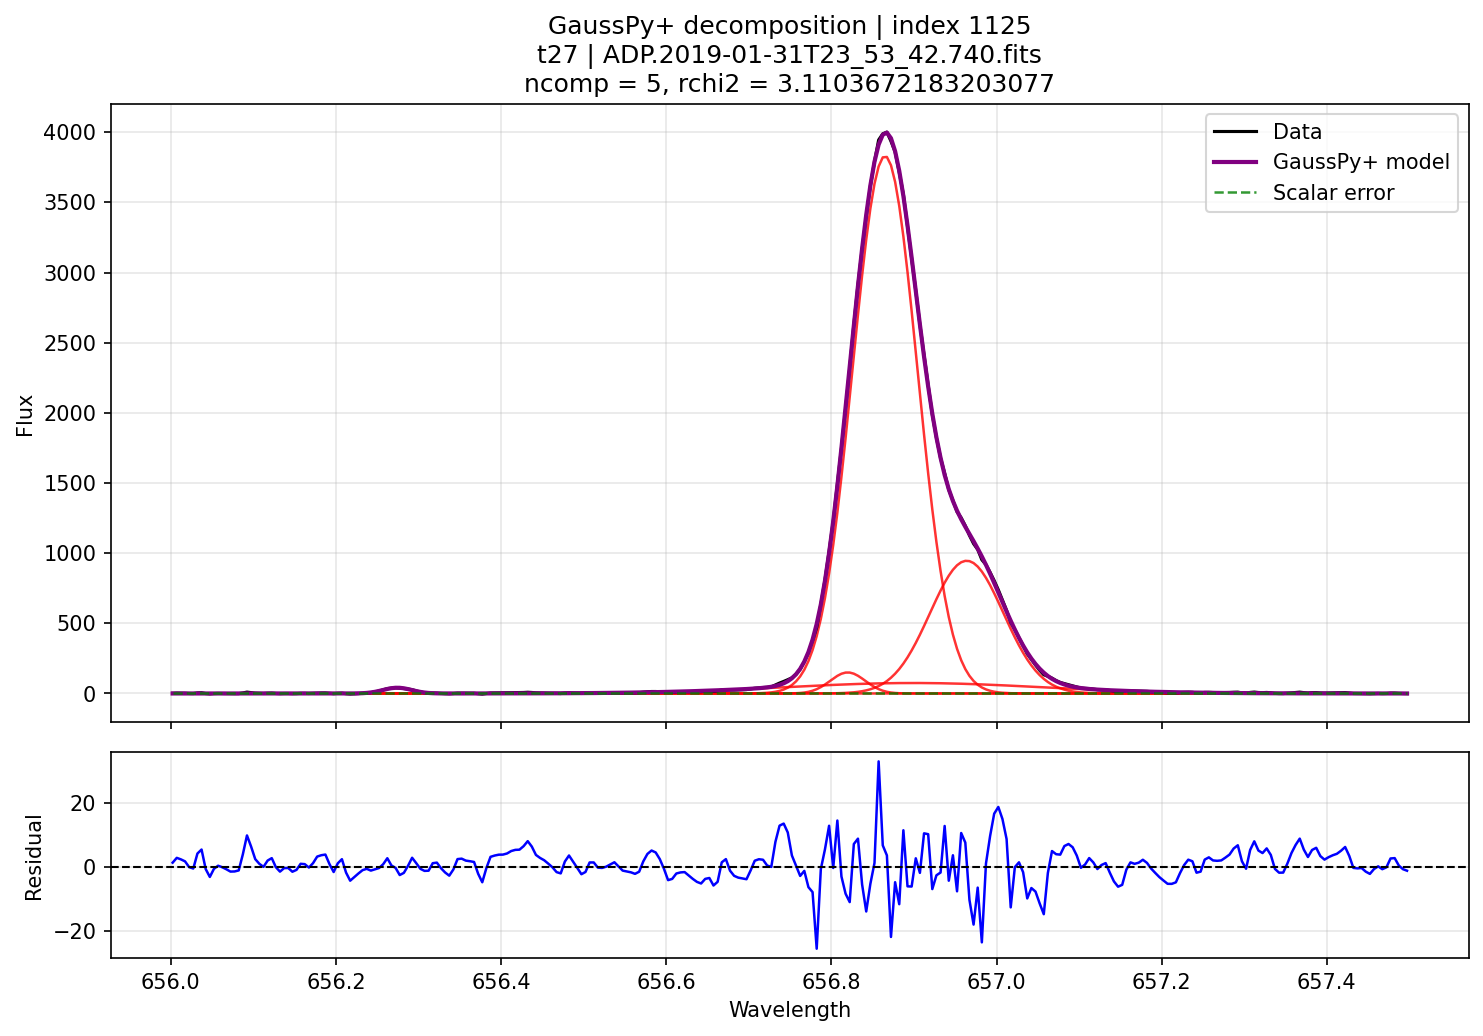 GaussPy+ decomposition | index 1125
t27 | ADP.2019-01-31T23_53_42.740.fits
ncomp = 5, rchi2 = 3.1103672183203077
Data
GaussPy+ model
Scalar error
4000
3500
3000
2500
2000
1500
1000
500
0
Flux
20
0
−20
Residual
656.0
656.2
656.4
656.6
656.8
657.0
657.2
657.4
Wavelength